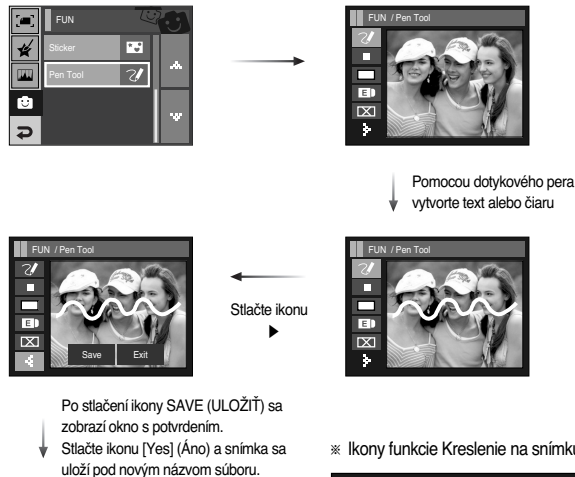 FUN
Sticker
Pen Tool
FUN / Pen Tool
E
Pomocou dotykového pera
vytvorte text alebo čiaru
FUN / Pen Tool
E
Stlačte ikonu
FUN / Pen Tool
E
Save Exit
Po stlačení ikony SAVE (ULOŽIŤ) sa
zobrazí okno s potvrdením.
Stlačte ikonu [Yes] (Áno) a snímka sa
uloží pod novým názvom súboru.
※ Ikony funkcie Kreslenie na snímku